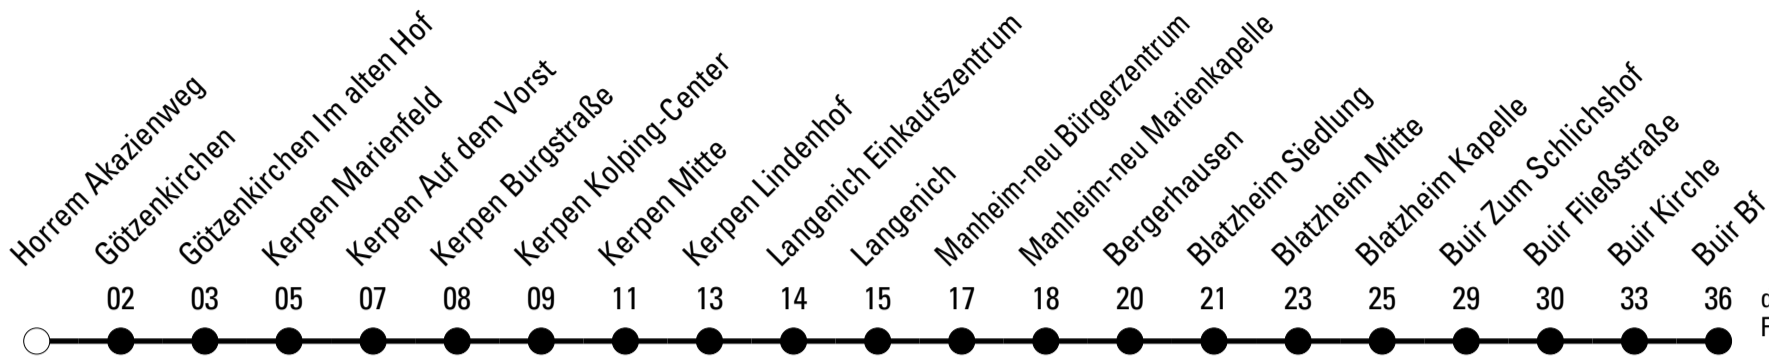 Horrem Akazienweg
Götzenkirchen
Götzenkirchen Im alten Hof
Kerpen Marienfeld
Kerpen Auf dem Vorst
Kerpen Burgstraße
Kerpen Kolping-Center
Kerpen Mitte
Kerpen Lindenhof
Langenich Einkaufszentrum
Langenich
Manheim-neu Bürgerzentrum
Manheim-neu Marienkapelle
Bergerhausen
Blatzheim Siedlung
Blatzheim Mitte
Blatzheim Kapelle
Buir Zum Schlichshof
Buir Fließstraße
Buir Kirche
Buir Bf
02 03 05 07 08 09 11 13 14 15 17 18 20 21 23 25 29 30 33 36